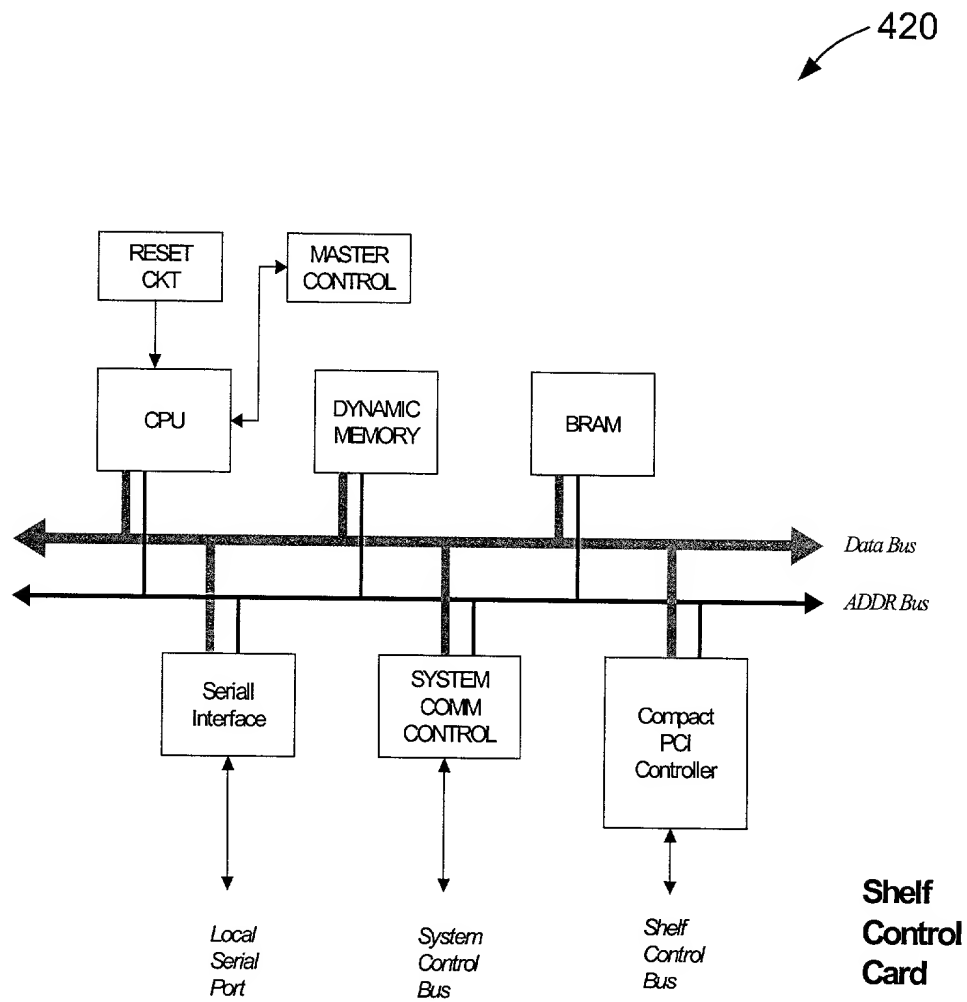 420
RESET
CKT
MASTER
CONTROL
CPU
DYNAMIC
MEMORY
BRAM
Data Bus
ADDR Bus
Seriall
Interface
SYSTEM
COMM
CONTROL
Compact
PCI
Controller
Local
Serial
Port
System
Control
Bus
Shelf
Control
Bus
Shelf
Control
Card